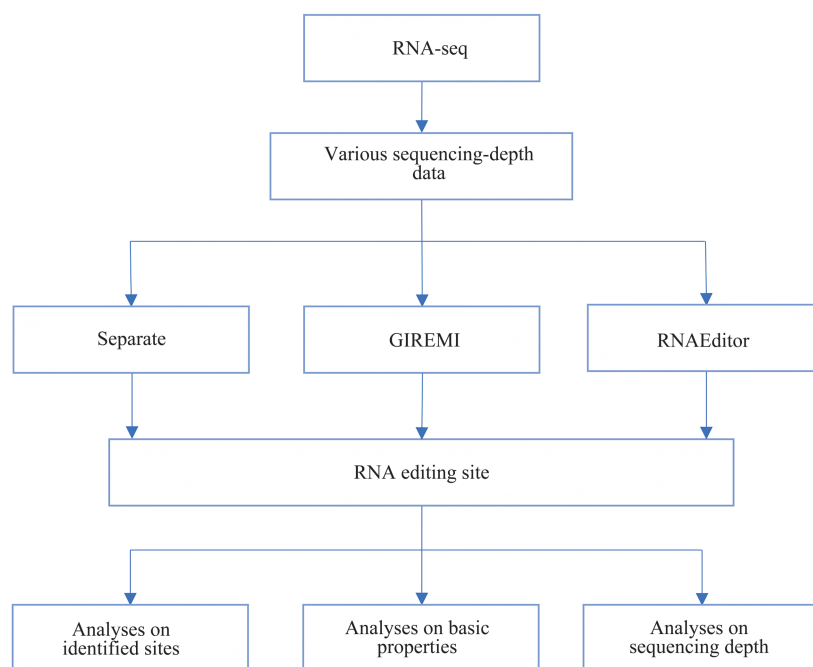 RNA-seq
Various sequencing-depth
data
Separate
GIREMI
RNAEditor
RNA editing site
Analyses on
identified sites
Analyses on basic
properties
Analyses on
sequencing depth